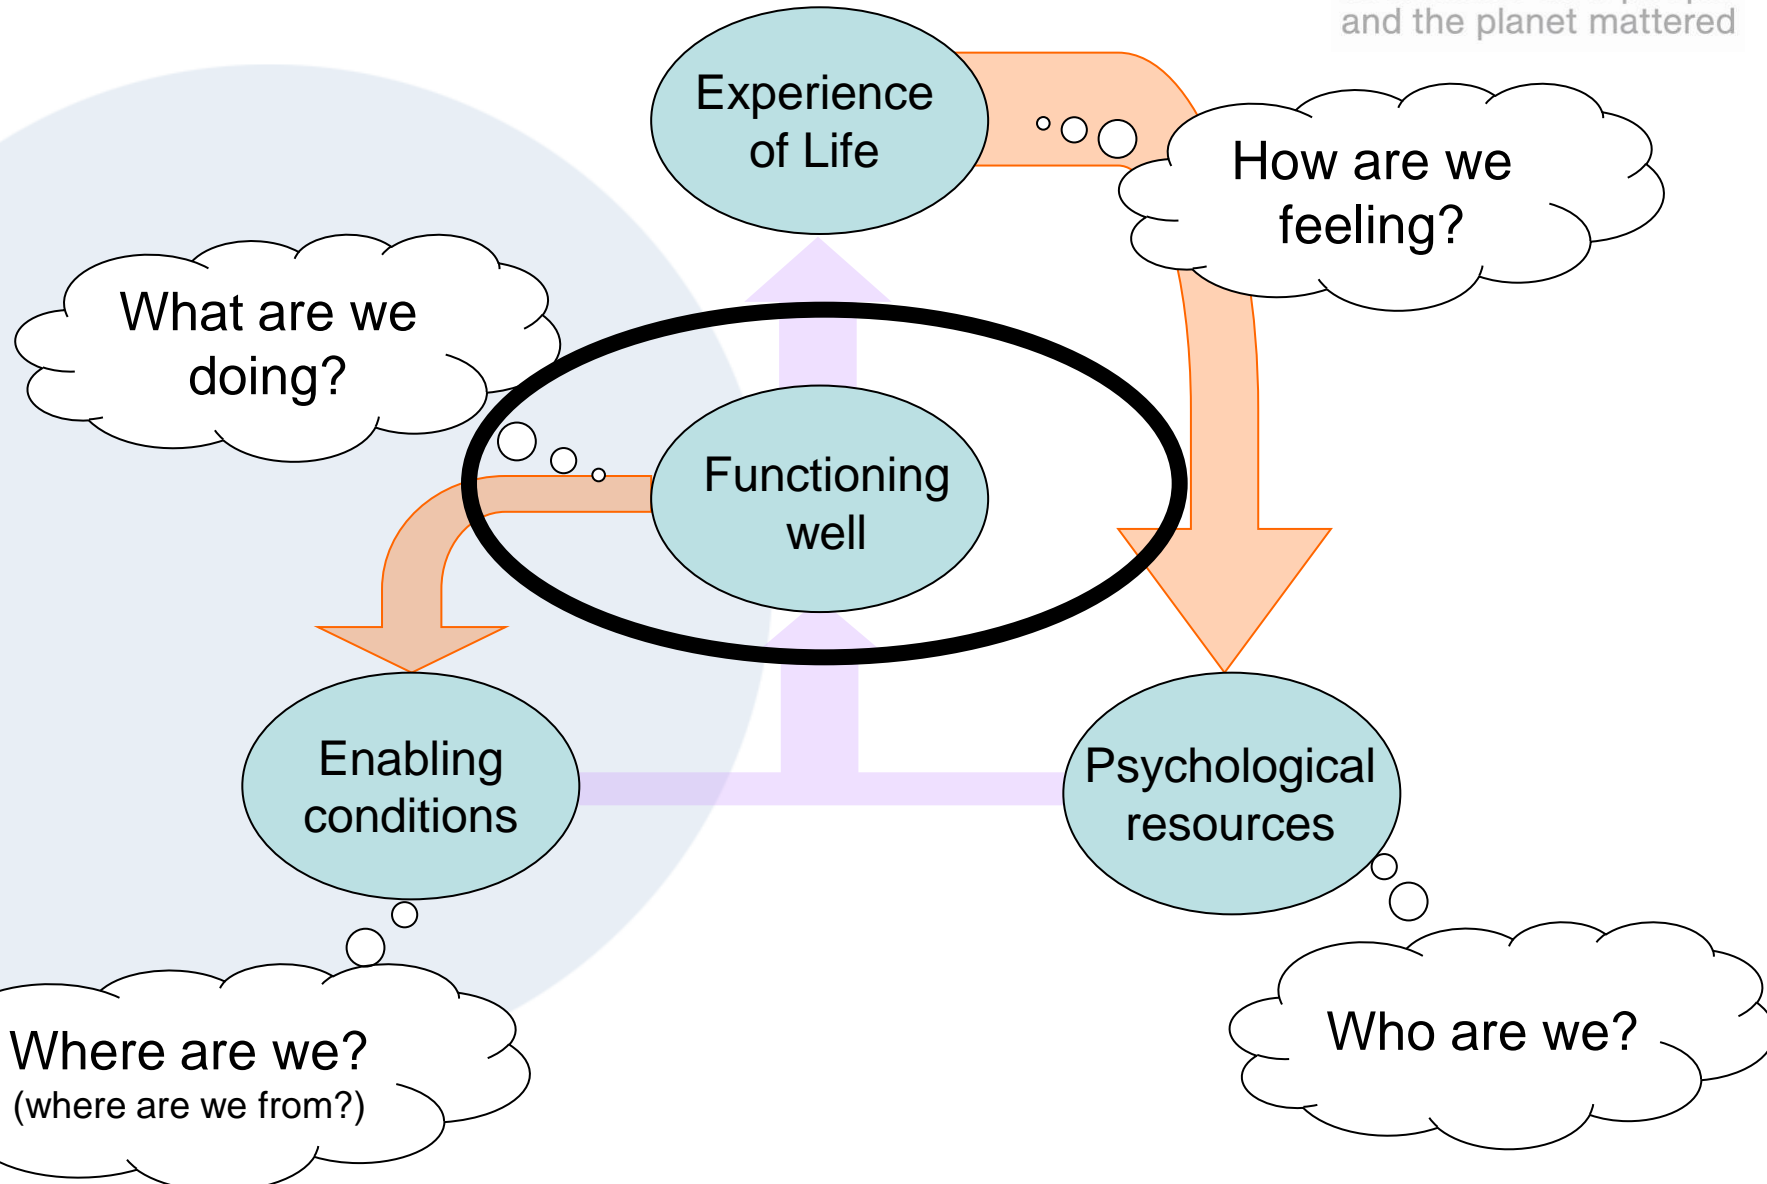 and the planet mattered
Experience
of Life
How are we
feeling?
What are we
doing?
Functioning
well
Enabling
conditions
Psychological
resources
Where are we?
(where are we from?)
Who are we?